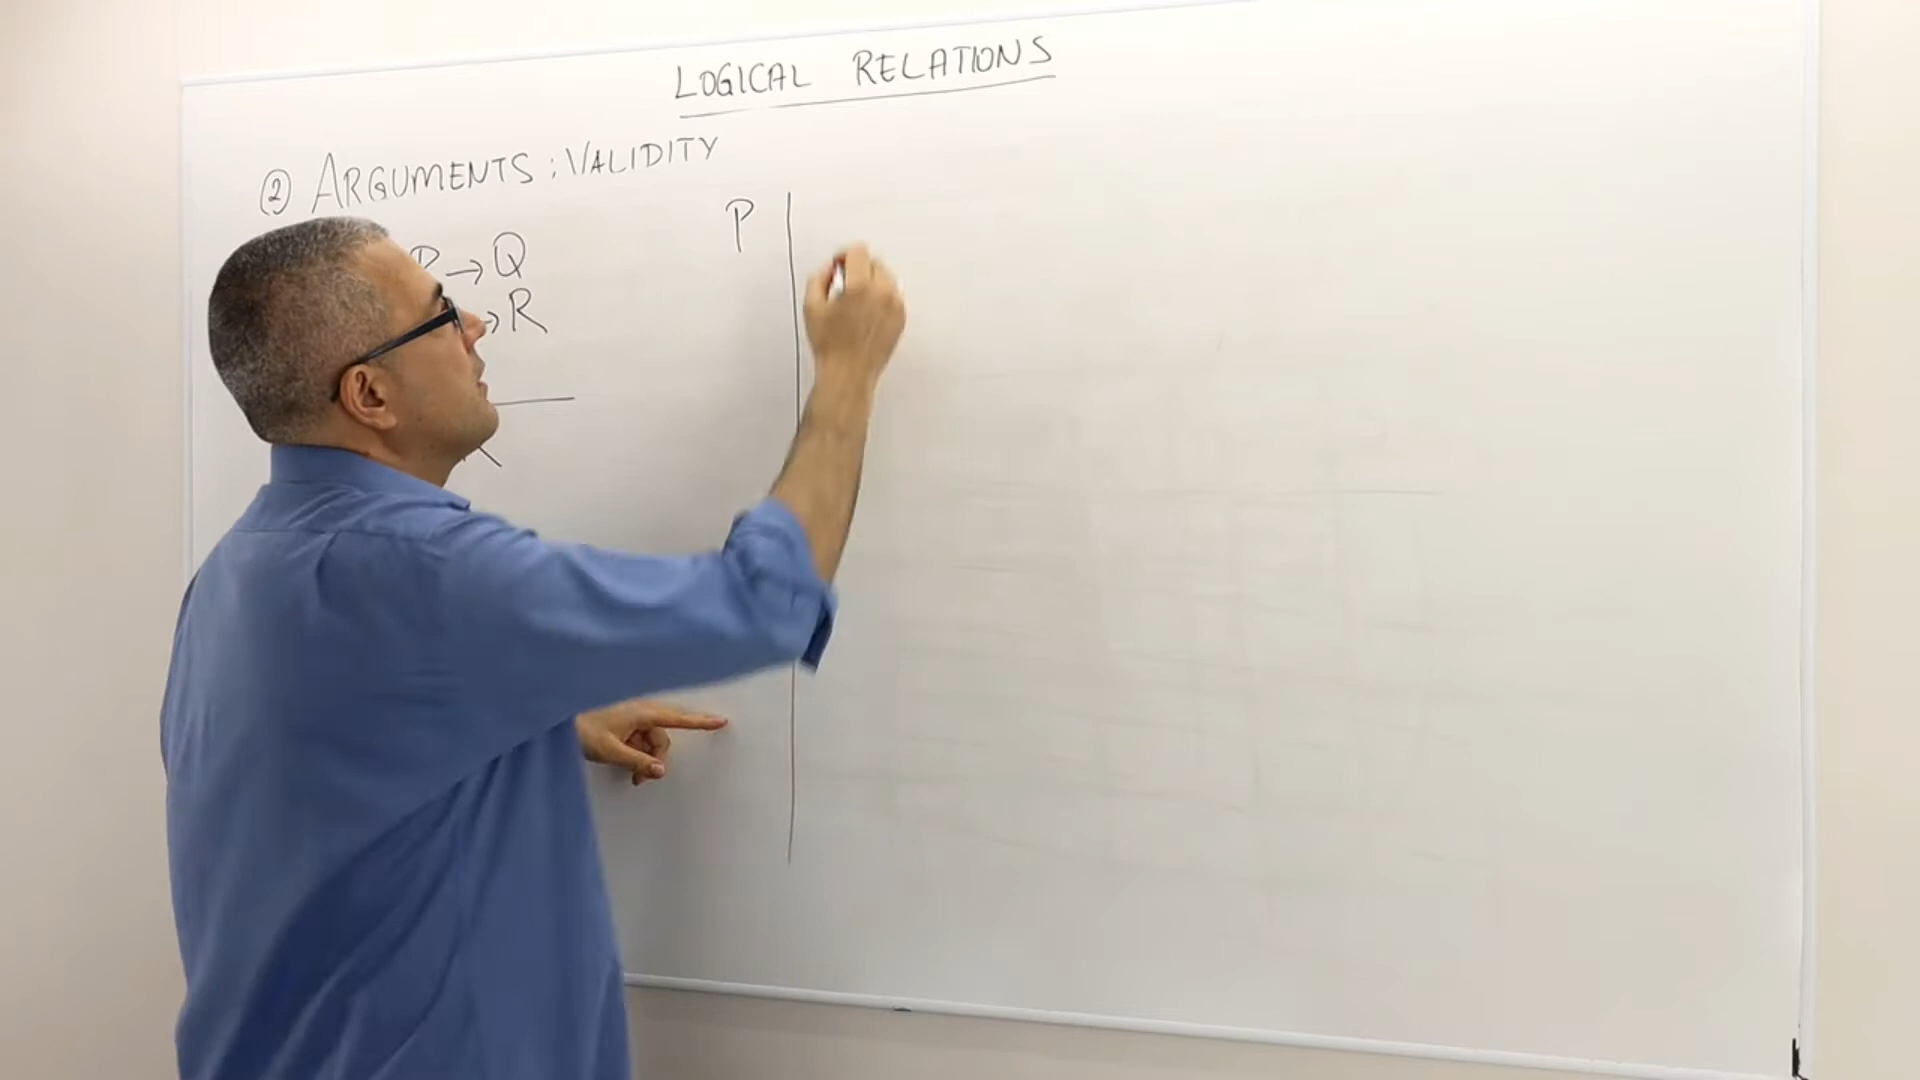 LOGICAL RELATIONS
② ARGUMENTS : VALIDITY
P → Q
→ R
P